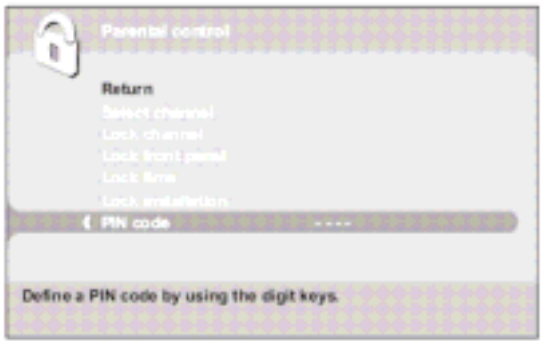 Parental control
Return
Select channel
Lock channel
Lock front panel
Lock time
Lock installation
PIN code - - - -
Define a PIN code by using the digit keys.